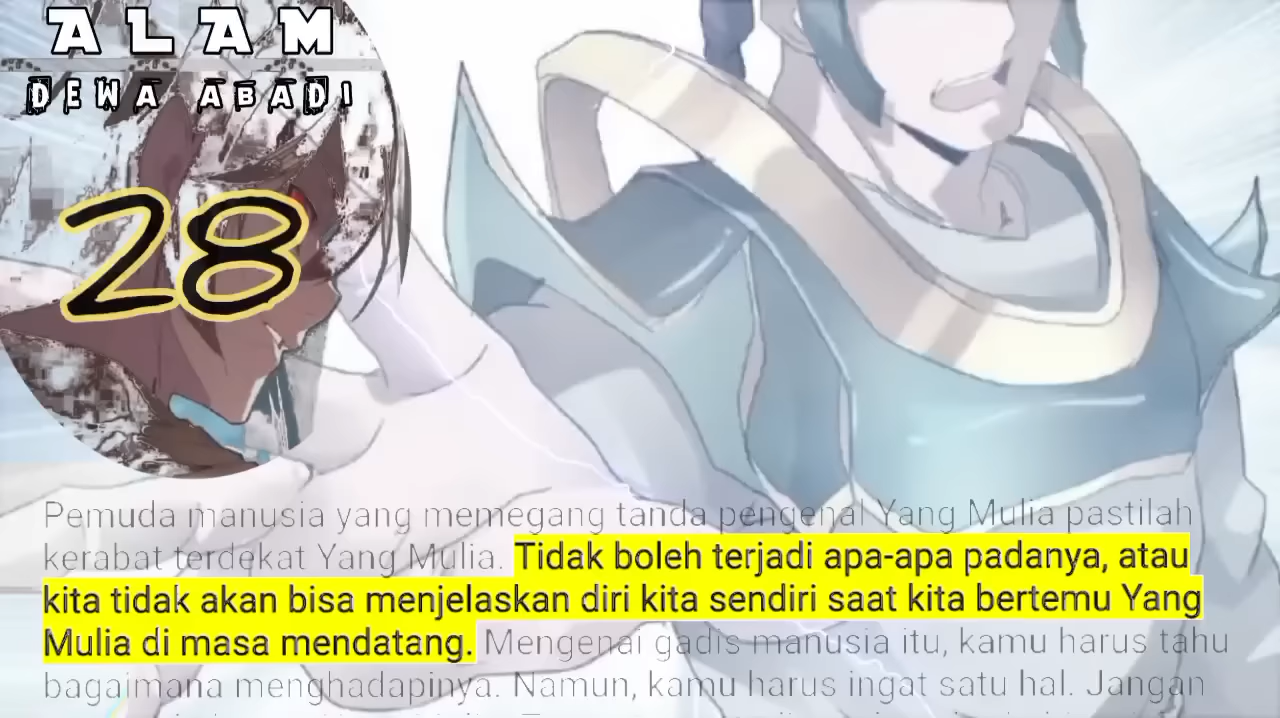 ALAM
DEWA ABADI
28
Pemuda manusia yang memegang tanda pengenal Yang Mulia pastilah
kerabat terdekat Yang Mulia. Tidak boleh terjadi apa-apa padanya, atau
kita tidak akan bisa menjelaskan diri kita sendiri saat kita bertemu Yang
Mulia di masa mendatang. Mengenai gadis manusia itu, kamu harus tahu
bagaimana menghadapinya. Namun, kamu harus ingat satu hal. Jangan